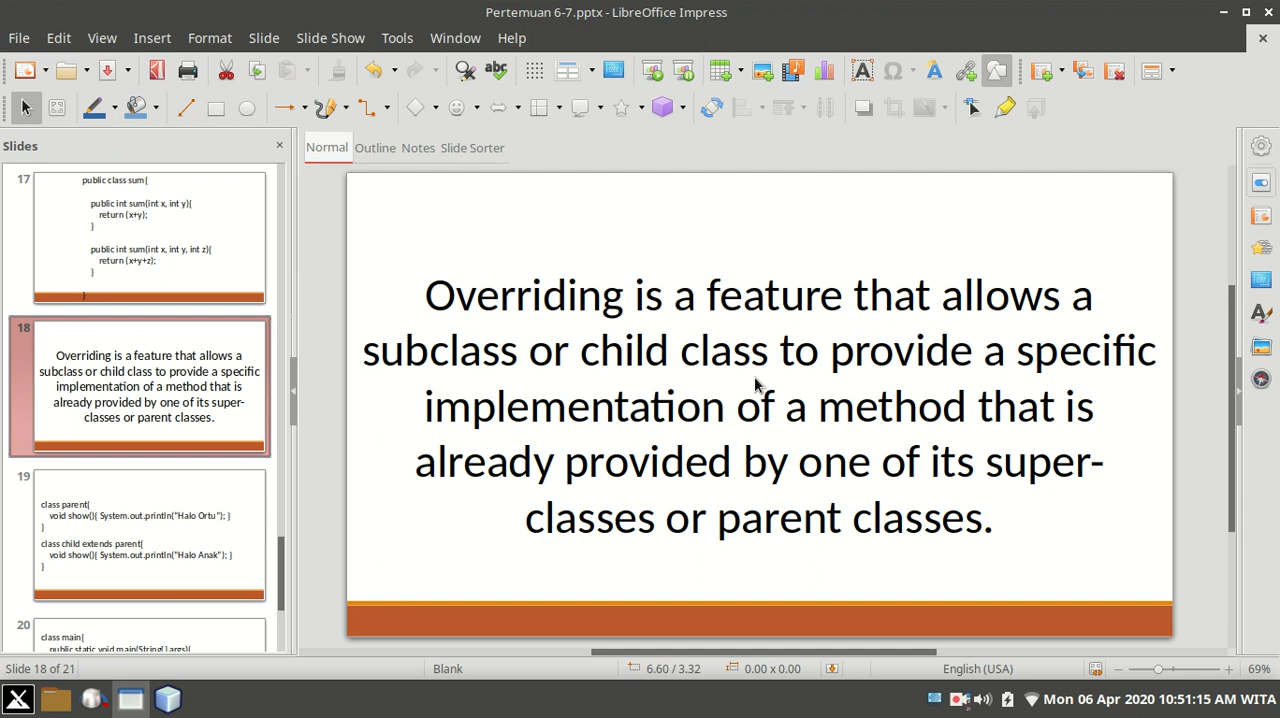 Pertemuan 6-7.pptx - LibreOffice Impress
File Edit View Insert Format Slide Slide Show Tools Window Help
Slides
Normal Outline Notes Slide Sorter
17
public class sum{
public int sum(int x, int y){
return (x+y);
}
public int sum(int x, int y, int z){
return (x+y+z);
}
}
18
Overriding is a feature that allows a
subclass or child class to provide a specific
implementation of a method that is
already provided by one of its super-
classes or parent classes.
19
class parent{
void show(){ System.out.println("Halo Ortu"); }
}
class child extends parent{
void show(){ System.out.println("Halo Anak"); }
}
20
class main{
public static void main(String[] args){
Overriding is a feature that allows a
subclass or child class to provide a specific
implementation of a method that is
already provided by one of its super-
classes or parent classes.
Slide 18 of 21 Blank 6.60 / 3.32 0.00 x 0.00 English (USA) 69%
Mon 06 Apr 2020 10:51:15 AM WITA